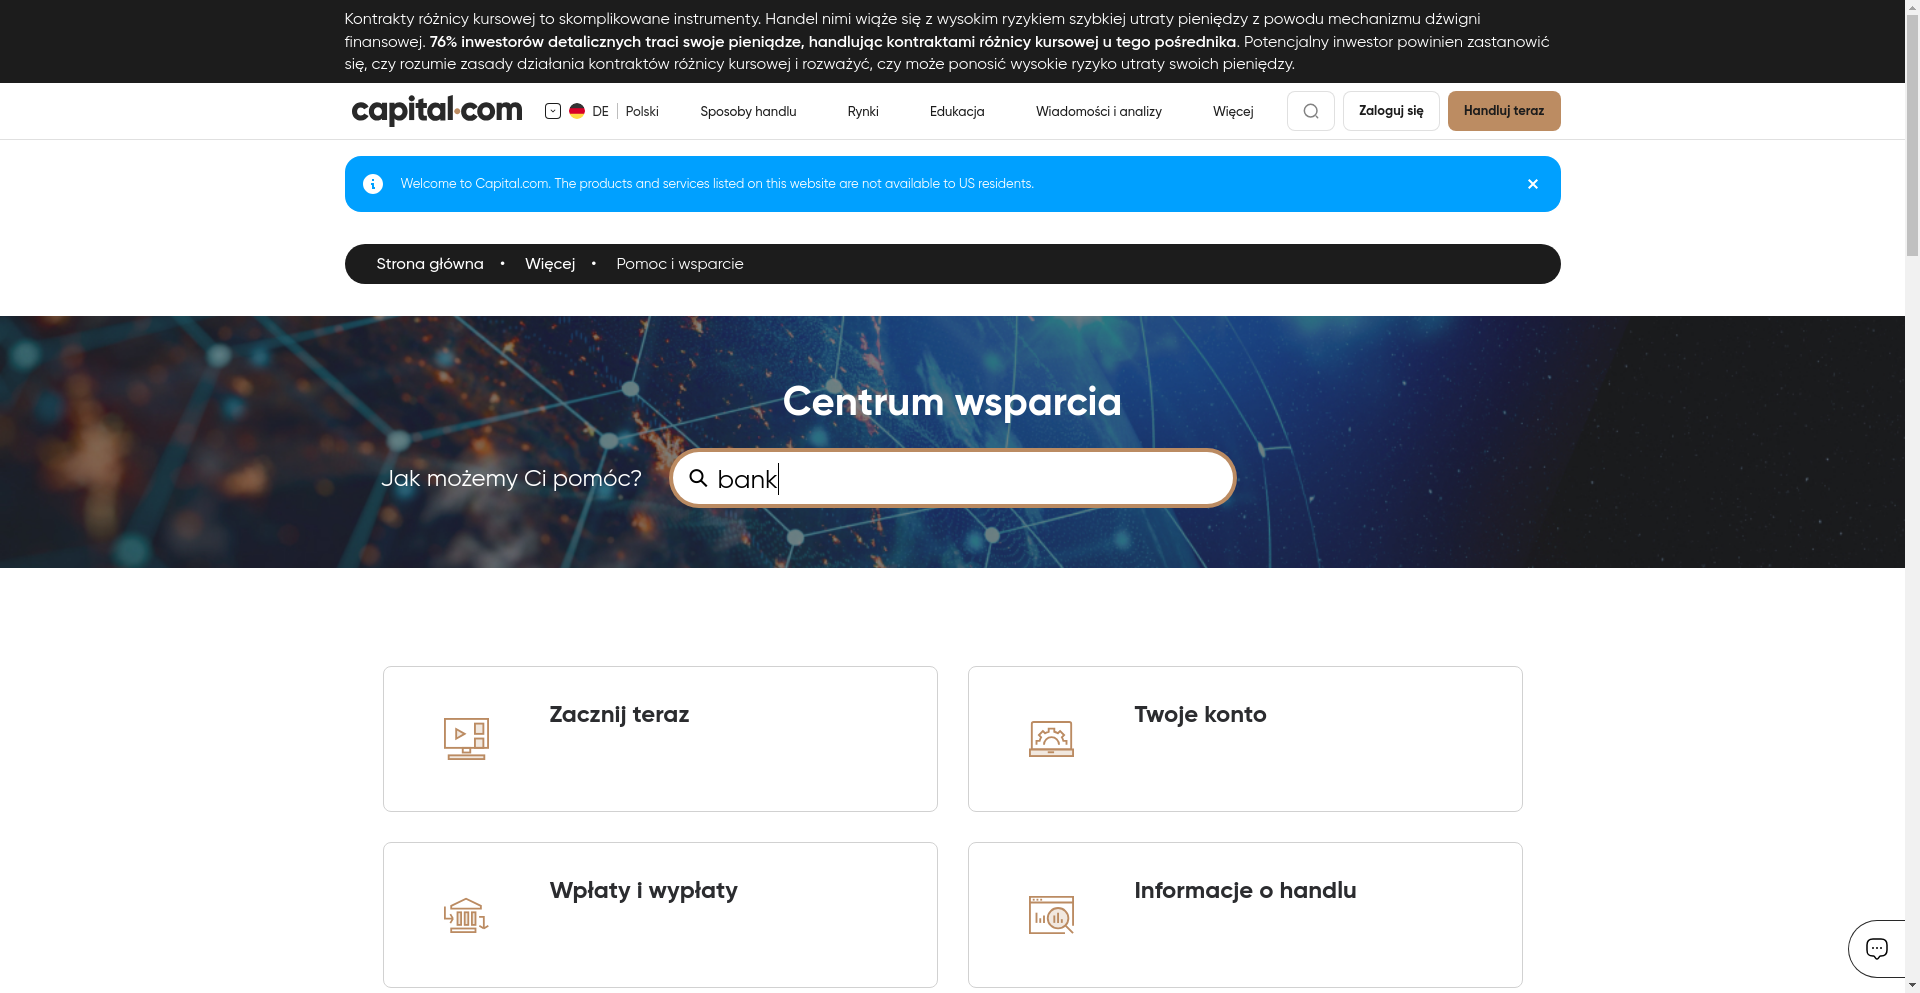 Kontrakty różnicy kursowej to skomplikowane instrumenty. Handel nimi wiąże się z wysokim ryzykiem szybkiej utraty pieniędzy z powodu mechanizmu dźwigni
finansowej. 76% inwestorów detalicznych traci swoje pieniądze, handlując kontraktami różnicy kursowej u tego pośrednika. Potencjalny inwestor powinien zastanowić
się, czy rozumie zasady działania kontraktów różnicy kursowej i rozważyć, czy może ponosić wysokie ryzyko utraty swoich pieniędzy.
capital.com DE Polski Sposoby handlu Rynki Edukacja Wiadomości i analizy Więcej Zaloguj się Handluj teraz
Welcome to Capital.com. The products and services listed on this website are not available to US residents.
Strona główna • Więcej • Pomoc i wsparcie
Centrum wsparcia
Jak możemy Ci pomóc? bank
Zacznij teraz Twoje konto
Wpłaty i wypłaty Informacje o handlu